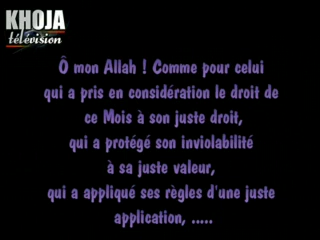 KHOJA
télévision
Ô mon Allah ! Comme pour celui
qui a pris en considération le droit de
ce Mois à son juste droit,
qui a protégé son inviolabilité
à sa juste valeur,
qui a appliqué ses règles d'une juste
application, .....